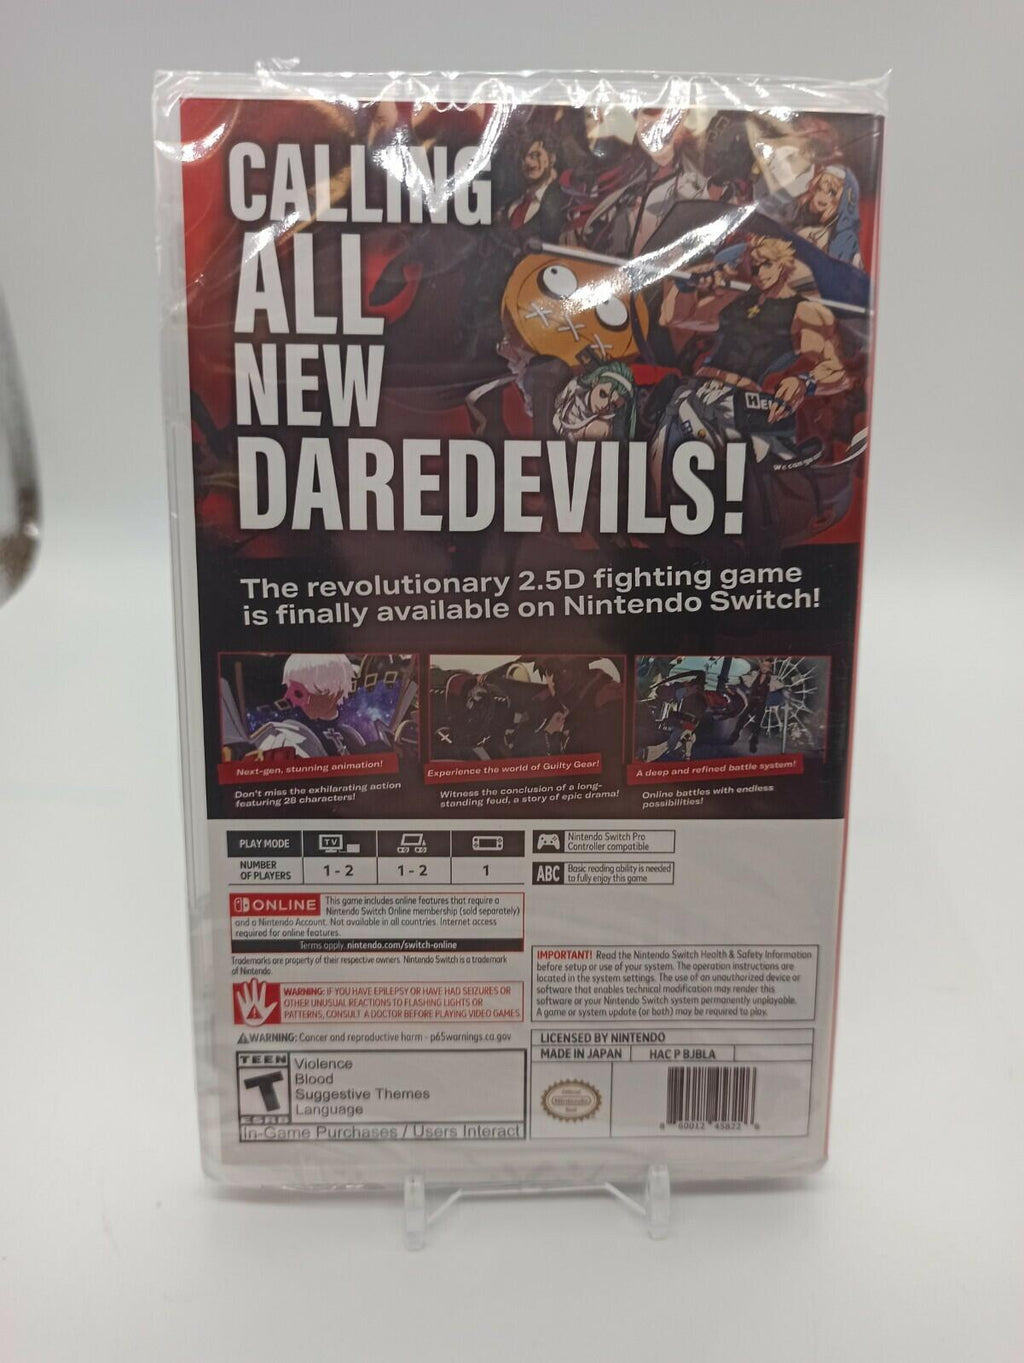 CALLING
ALL
NEW
DAREDEVILS!
HE
We can go
The revolutionary 2.5D fighting game
is finally available on Nintendo Switch!
Next-gen, stunning animation!
Don't miss the exhilarating action
featuring 28 characters!
Experience the world of Guilty Gear!
Witness the conclusion of a long-
standing feud, a story of epic drama!
A deep and refined battle system!
Online battles with endless
possibilities!
PLAY MODE
TV
NUMBER
OF PLAYERS
1 - 2
1 - 2
1
Nintendo Switch Pro
Controller compatible
ABC
Basic reading ability is needed
to fully enjoy this game
ONLINE
This game includes online features that require a
Nintendo Switch Online membership (sold separately)
and a Nintendo Account. Not available in all countries. Internet access
required for online features.
Terms apply. nintendo.com/switch-online
Trademarks are property of their respective owners. Nintendo Switch is a trademark
of Nintendo.
WARNING: IF YOU HAVE EPILEPSY OR HAVE HAD SEIZURES OR
OTHER UNUSUAL REACTIONS TO FLASHING LIGHTS OR
PATTERNS, CONSULT A DOCTOR BEFORE PLAYING VIDEO GAMES.
WARNING: Cancer and reproductive harm - p65warnings.ca.gov
TEEN
T
ESRB
Violence
Blood
Suggestive Themes
Language
In-Game Purchases / Users Interact
IMPORTANT! Read the Nintendo Switch Health & Safety Information
before setup or use of your system. The operation instructions are
located in the system settings. The use of an unauthorized device or
software that enables technical modification may render this
software or your Nintendo Switch system permanently unplayable.
A game or system update (or both) may be required to play.
LICENSED BY NINTENDO
MADE IN JAPAN
HAC P BJBLA
Official
Nintendo
Seal
8 60012 45822 6